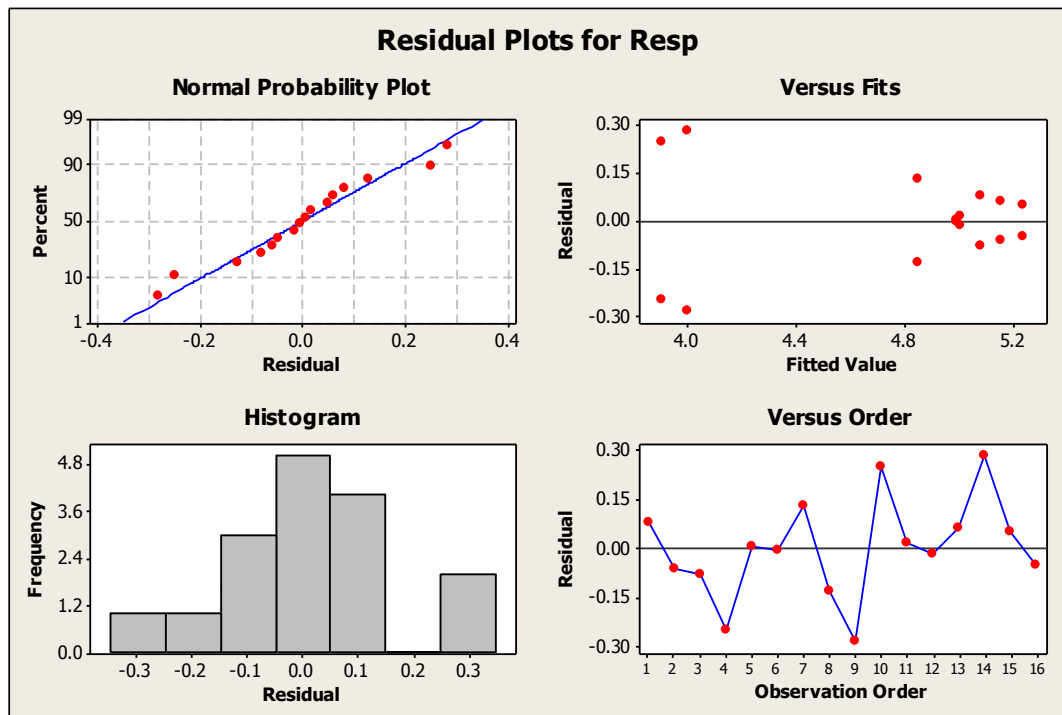 Residual Plots for Resp
Normal Probability Plot
99
90
50
10
1
Percent
-0.4 -0.2 0.0 0.2 0.4
Residual
Versus Fits
0.30
0.15
0.00
-0.15
-0.30
Residual
4.0 4.4 4.8 5.2
Fitted Value
Histogram
4.8
3.6
2.4
1.2
0.0
Frequency
-0.3 -0.2 -0.1 0.0 0.1 0.2 0.3
Residual
Versus Order
0.30
0.15
0.00
-0.15
-0.30
Residual
1 2 3 4 5 6 7 8 9 10 11 12 13 14 15 16
Observation Order